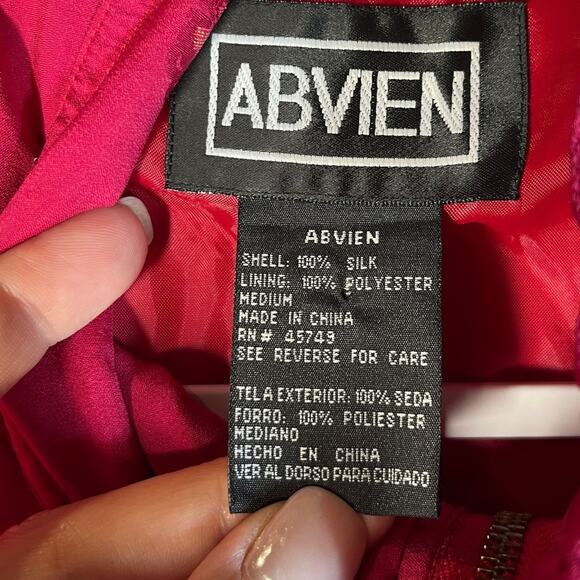 ABVIEN
ABVIEN
SHELL: 100% SILK
LINING: 100% POLYESTER
MEDIUM
MADE IN CHINA
RN# 45749
SEE REVERSE FOR CARE
TELA EXTERIOR: 100% SEDA
FORRO: 100% POLIESTER
MEDIANO
HECHO EN CHINA
VER AL DORSO PARA CUIDADO